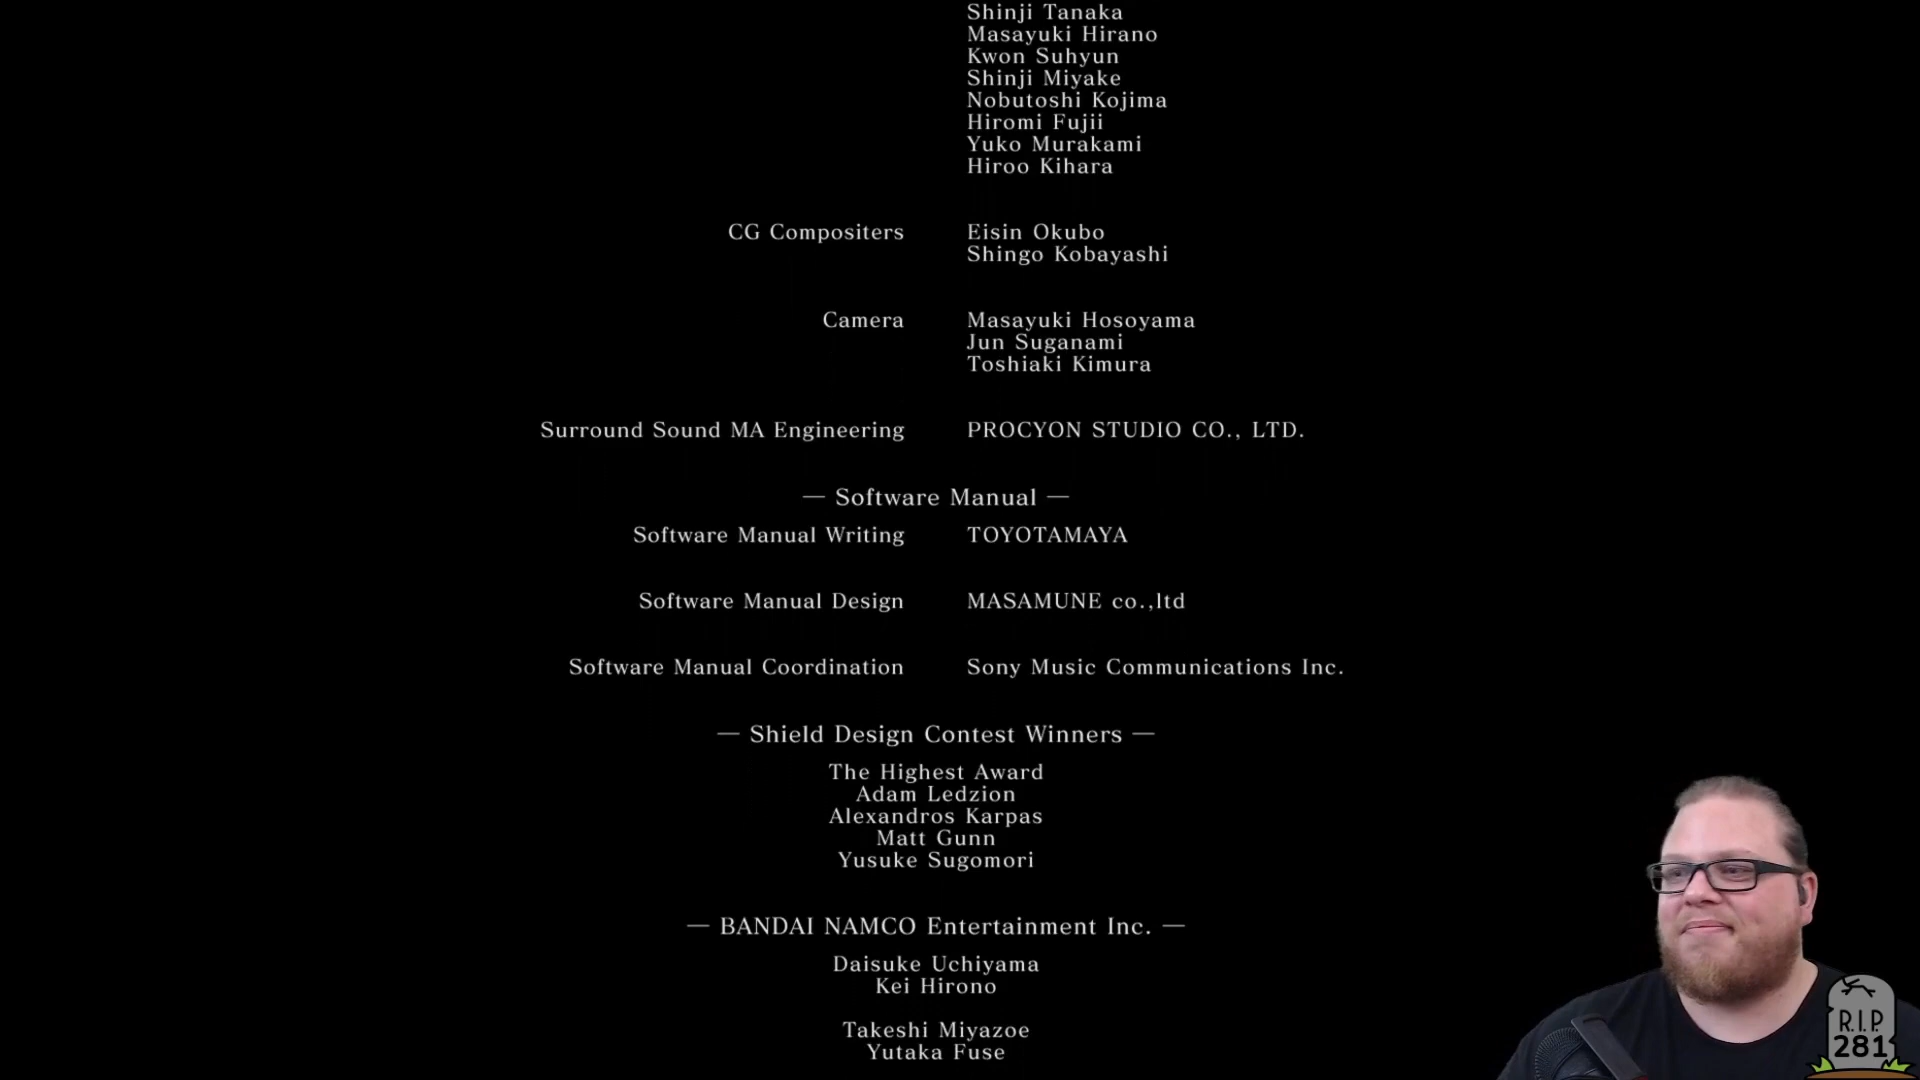 Shinji Tanaka
Masayuki Hirano
Kwon Suhyun
Shinji Miyake
Nobutoshi Kojima
Hiromi Fujii
Yuko Murakami
Hiroo Kihara
CG Compositers Eisin Okubo
Shingo Kobayashi
Camera Masayuki Hosoyama
Jun Suganami
Toshiaki Kimura
Surround Sound MA Engineering PROCYON STUDIO CO., LTD.
— Software Manual —
Software Manual Writing TOYOTAMAYA
Software Manual Design MASAMUNE co.,ltd
Software Manual Coordination Sony Music Communications Inc.
— Shield Design Contest Winners —
The Highest Award
Adam Ledzion
Alexandros Karpas
Matt Gunn
Yusuke Sugomori
— BANDAI NAMCO Entertainment Inc. —
Daisuke Uchiyama
Kei Hirono
Takeshi Miyazoe
Yutaka Fuse
R.I.P.
281